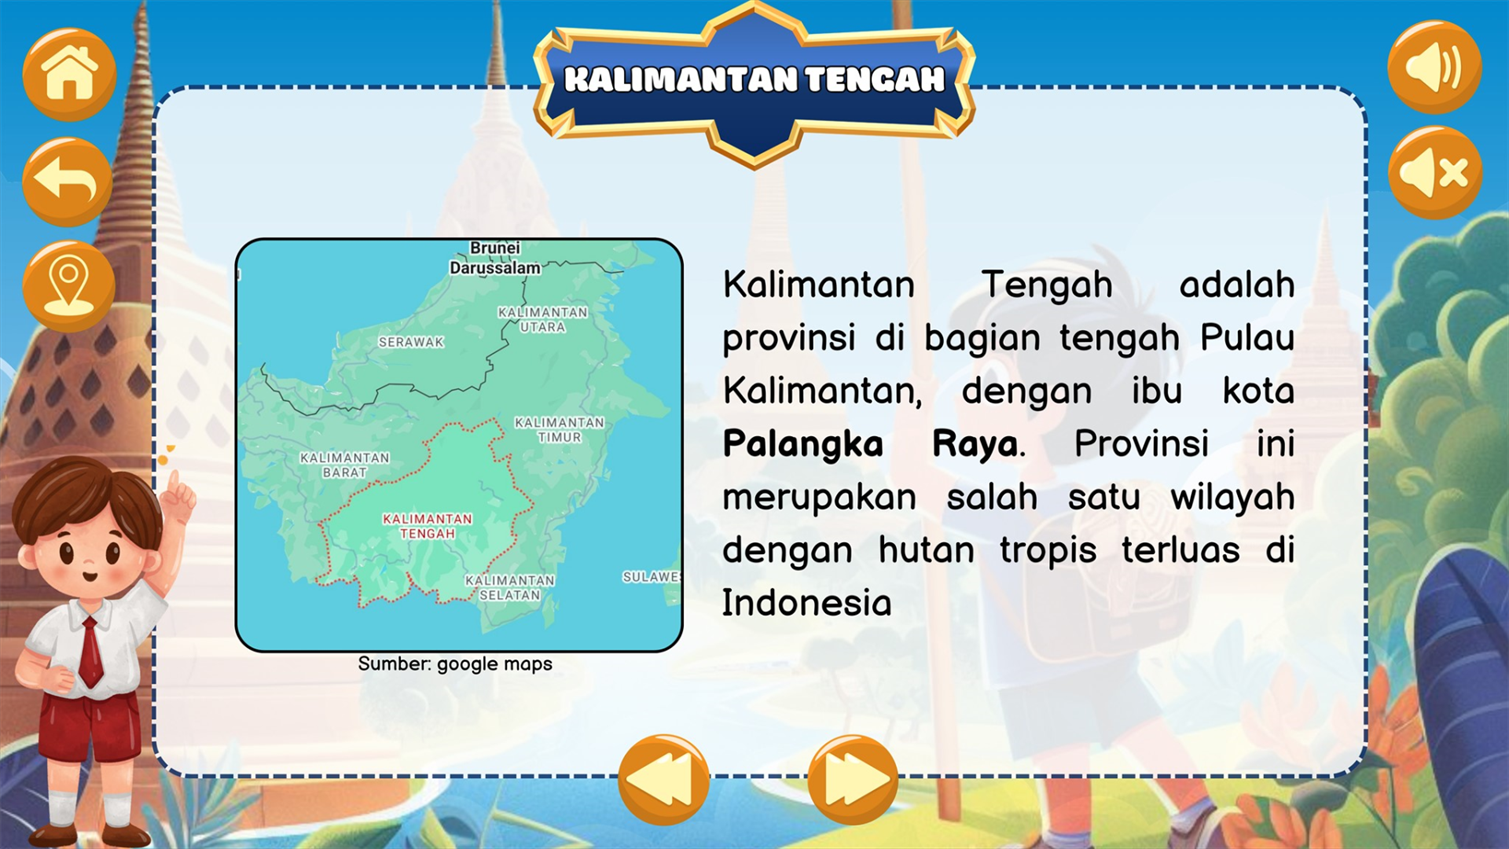 KALIMANTAN TENGAH
Brunei
Darussalam
KALIMANTAN
UTARA
SERAWAK
KALIMANTAN
TIMUR
KALIMANTAN
BARAT
KALIMANTAN
TENGAH
KALIMANTAN
SELATAN
SULAWES
Sumber: google maps
Kalimantan Tengah adalah
provinsi di bagian tengah Pulau
Kalimantan, dengan ibu kota
Palangka Raya. Provinsi ini
merupakan salah satu wilayah
dengan hutan tropis terluas di
Indonesia